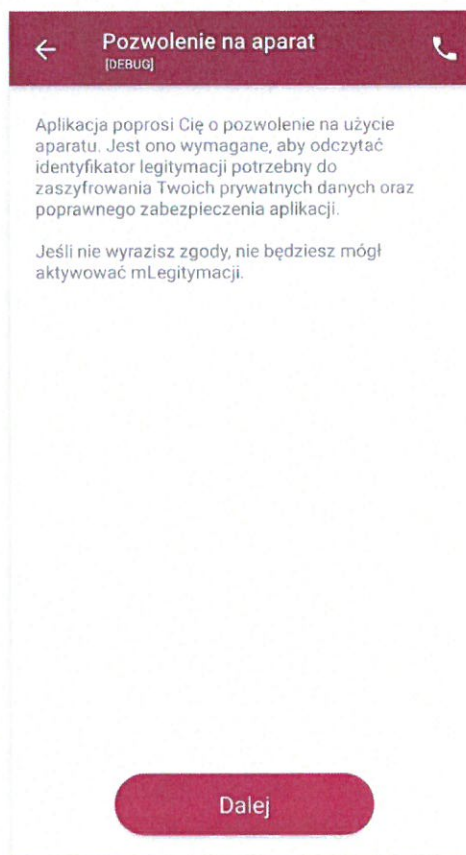 Pozwolenie na aparat
[DEBUG]
Aplikacja poprosi Cię o pozwolenie na użycie
aparatu. Jest ono wymagane, aby odczytać
identyfikator legitymacji potrzebny do
zaszyfrowania Twoich prywatnych danych oraz
poprawnego zabezpieczenia aplikacji.
Jeśli nie wyrazisz zgody, nie będziesz mógł
aktywować mLegitymacji.
Dalej